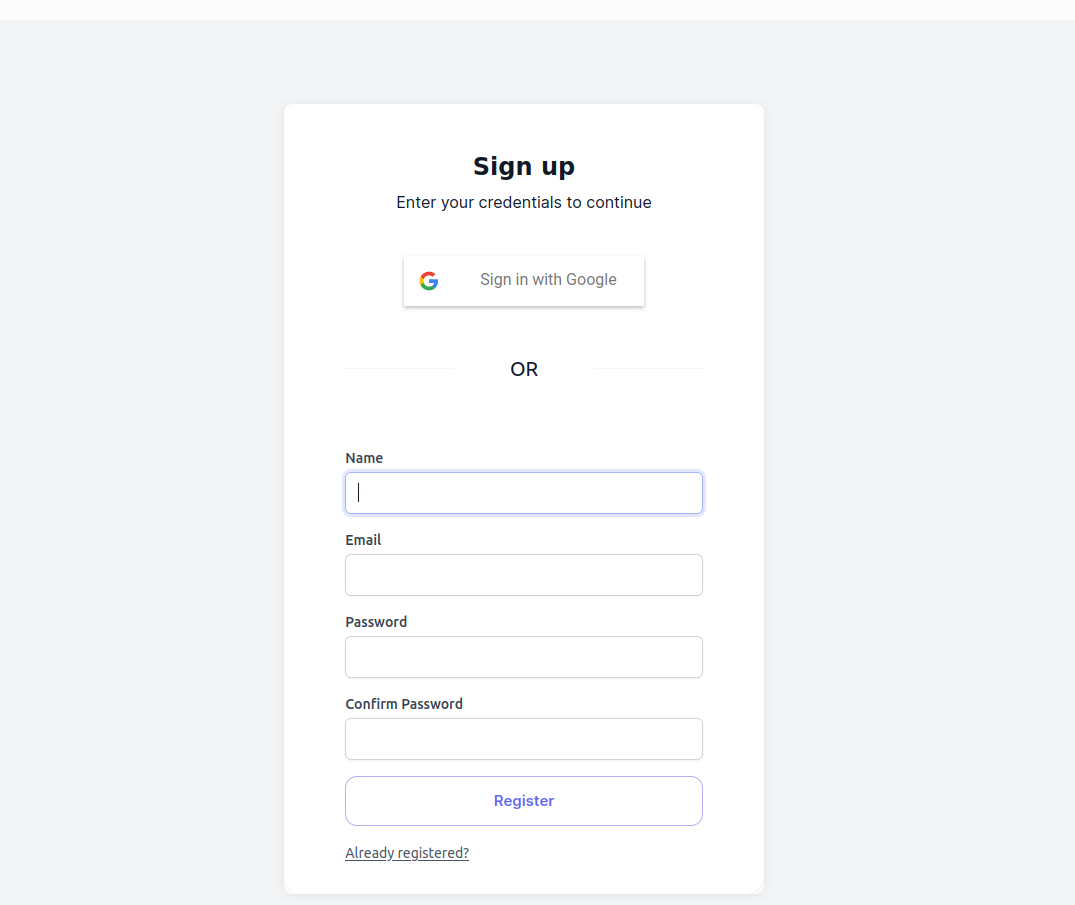 Sign up
Enter your credentials to continue
Sign in with Google
OR
Name
Email
Password
Confirm Password
Register
Already registered?